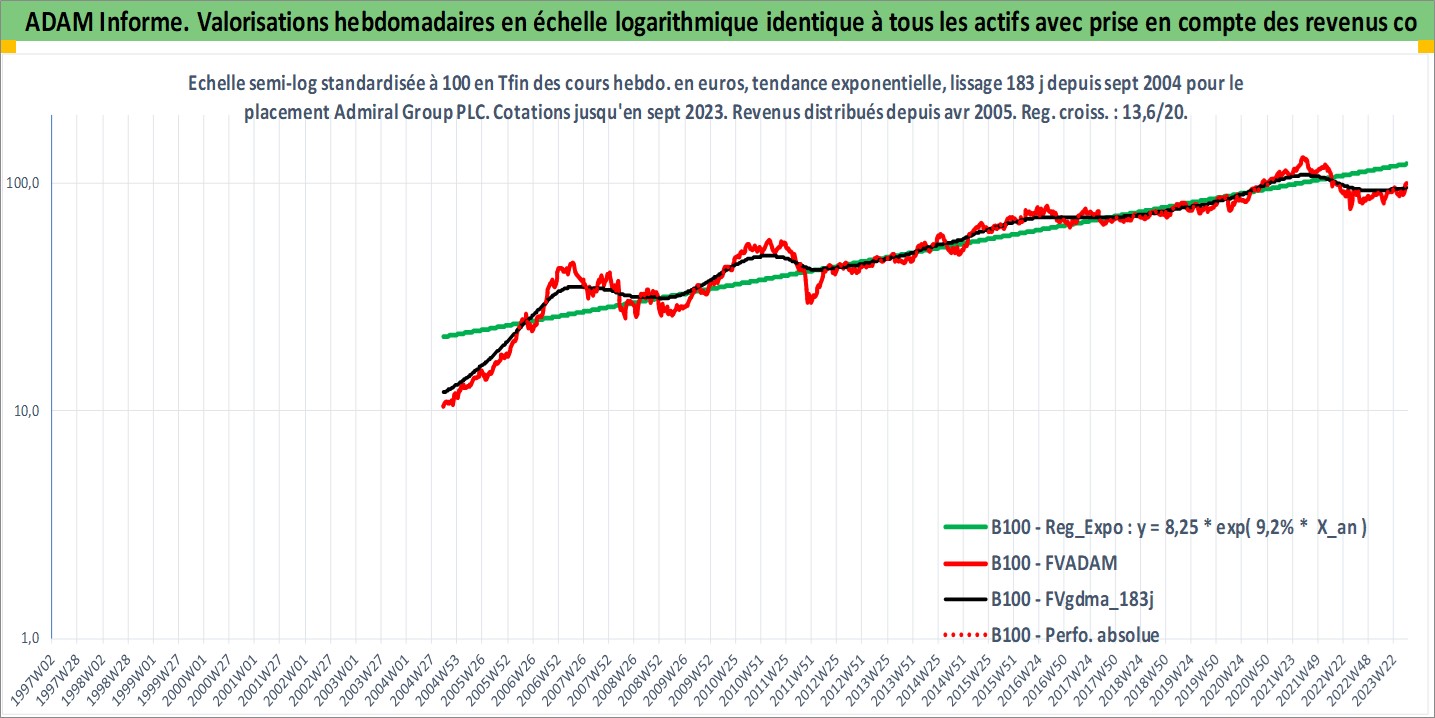 ADAM Informe. Valorisations hebdomadaires en échelle logarithmique identique à tous les actifs avec prise en compte des revenus co
Echelle semi-log standardisée à 100 en Tfin des cours hebdo. en euros, tendance exponentielle, lissage 183 j depuis sept 2004 pour le
placement Admiral Group PLC. Cotations jusqu'en sept 2023. Revenus distribués depuis avr 2005. Reg. croiss. : 13,6/20.
100,0
10,0
1,0
B100 - Reg_Expo : y = 8,25 * exp( 9,2% * X_an )
B100 - FVADAM
B100 - FVgdma_183j
B100 - Perfo. absolue
1997W02
1997W28
1998W02
1998W28
1999W01
1999W27
2000W01
2000W27
2001W01
2001W27
2002W01
2002W27
2003W01
2003W27
2004W01
2004W27
2004W53
2005W26
2005W52
2006W26
2006W52
2007W26
2007W52
2008W26
2008W52
2009W26
2009W52
2010W25
2010W51
2011W25
2011W51
2012W25
2012W51
2013W25
2013W51
2014W25
2014W51
2015W25
2015W51
2016W24
2016W50
2017W24
2017W50
2018W24
2018W50
2019W24
2019W50
2020W24
2020W50
2021W23
2021W49
2022W22
2022W48
2023W22